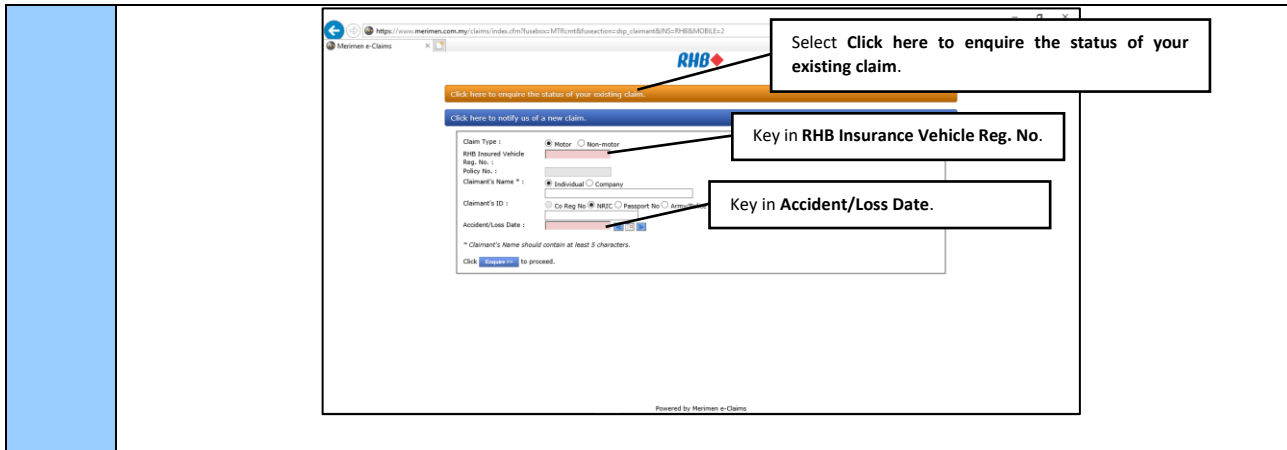 https://www.merimen.com.my/claims/index.cfm?fusebox=MTRcmt&fuseaction=dsp_claimant&INS=RHB&MOBILE=2
Merimen e-Claims
RHB
Select Click here to enquire the status of your
existing claim.
Click here to enquire the status of your existing claim.
Click here to notify us of a new claim.
Key in RHB Insurance Vehicle Reg. No.
Claim Type : Motor Non-motor
RHB Insured Vehicle
Reg. No. :
Policy No. :
Claimant's Name * : Individual Company
Claimant's ID : Co Reg No NRIC Passport No Army/Police
Key in Accident/Loss Date.
Accident/Loss Date :
* Claimant's Name should contain at least 5 characters.
Click Enquire >> to proceed.
Powered by Merimen e-Claims